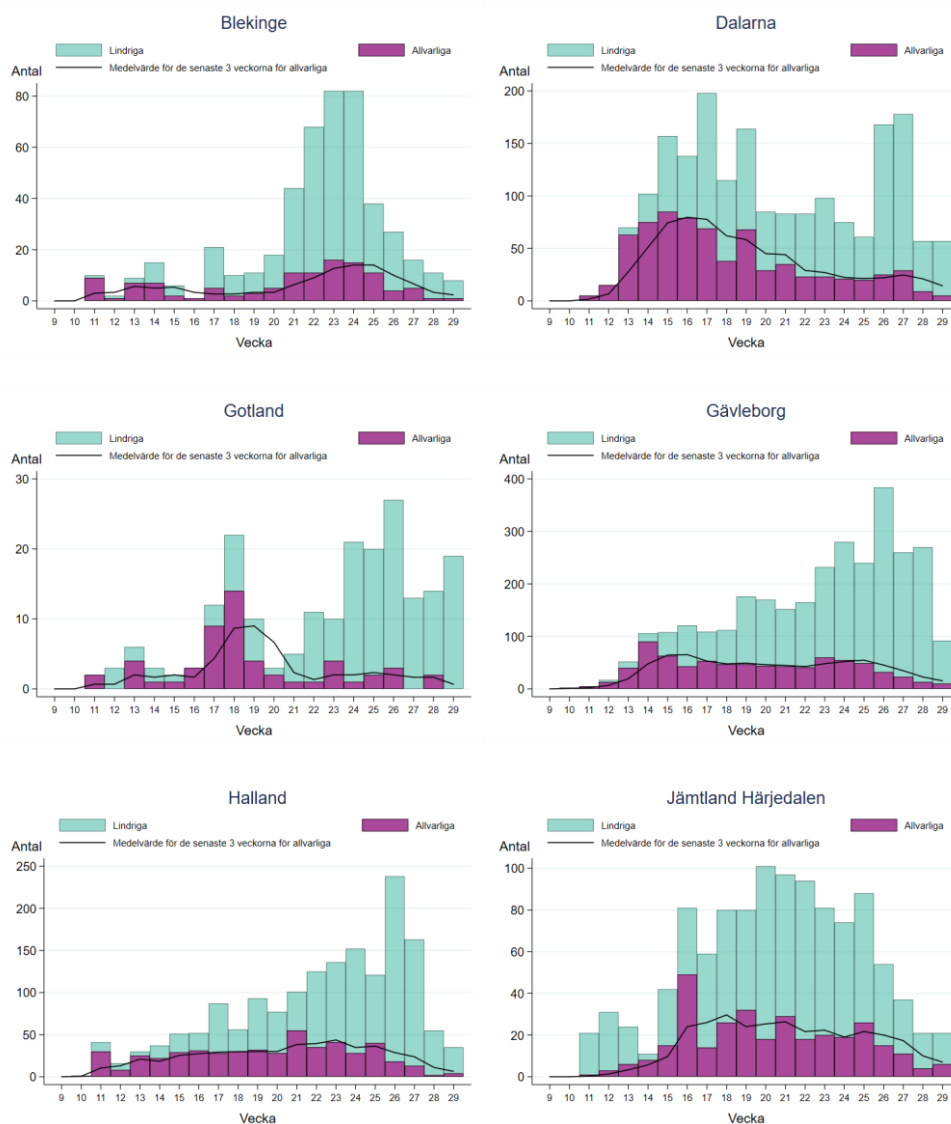 Blekinge
Lindriga Allvarliga
Medelvärde för de senaste 3 veckorna för allvarliga
Antal
80
60
40
20
0
9 10 11 12 13 14 15 16 17 18 19 20 21 22 23 24 25 26 27 28 29
Vecka
Dalarna
Lindriga Allvarliga
Medelvärde för de senaste 3 veckorna för allvarliga
Antal
200
150
100
50
0
9 10 11 12 13 14 15 16 17 18 19 20 21 22 23 24 25 26 27 28 29
Vecka
Gotland
Lindriga Allvarliga
Medelvärde för de senaste 3 veckorna för allvarliga
Antal
30
20
10
0
9 10 11 12 13 14 15 16 17 18 19 20 21 22 23 24 25 26 27 28 29
Vecka
Gävleborg
Lindriga Allvarliga
Medelvärde för de senaste 3 veckorna för allvarliga
Antal
400
300
200
100
0
9 10 11 12 13 14 15 16 17 18 19 20 21 22 23 24 25 26 27 28 29
Vecka
Halland
Lindriga Allvarliga
Medelvärde för de senaste 3 veckorna för allvarliga
Antal
250
200
150
100
50
0
9 10 11 12 13 14 15 16 17 18 19 20 21 22 23 24 25 26 27 28 29
Vecka
Jämtland Härjedalen
Lindriga Allvarliga
Medelvärde för de senaste 3 veckorna för allvarliga
Antal
100
80
60
40
20
0
9 10 11 12 13 14 15 16 17 18 19 20 21 22 23 24 25 26 27 28 29
Vecka